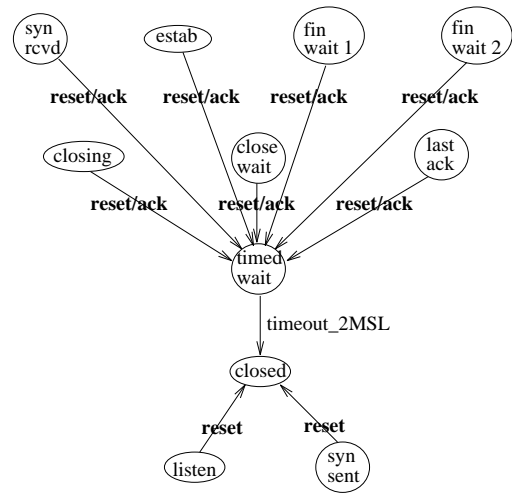 syn
rcvd
estab
fin
wait 1
fin
wait 2
reset/ack
reset/ack
reset/ack
reset/ack
closing
close
wait
last
ack
reset/ack
reset/ack
reset/ack
timed
wait
timeout_2MSL
closed
reset
reset
listen
syn
sent